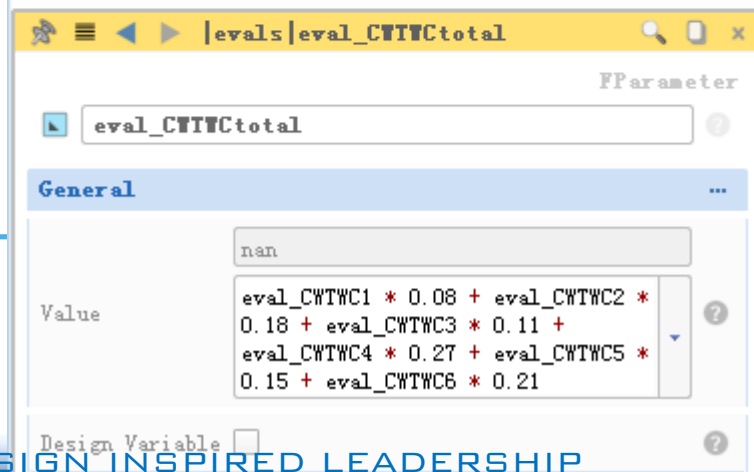 |evals|eval_CWTWCtotal
FParameter
eval_CWTWCtotal
General
nan
Value
eval_CWTWC1 * 0.08 + eval_CWTWC2 *
0.18 + eval_CWTWC3 * 0.11 +
eval_CWTWC4 * 0.27 + eval_CWTWC5 *
0.15 + eval_CWTWC6 * 0.21
Design Variable
SIGN INSPIRED LEADERSHIP